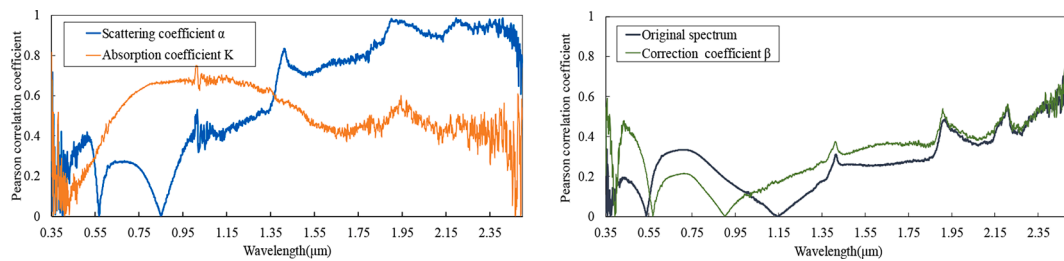 Pearson correlation coefficient
1
0.8
0.6
0.4
0.2
0
Scattering coefficient α
Absorption coefficient K
0.35 0.55 0.75 0.95 1.15 1.35 1.55 1.75 1.95 2.15 2.35
Wavelength(μm)
Pearson correlation coefficient
1
0.8
0.6
0.4
0.2
0
Original spectrum
Correction coefficient β
0.35 0.55 0.75 0.95 1.15 1.35 1.55 1.75 1.95 2.15 2.35
Wavelength(μm)